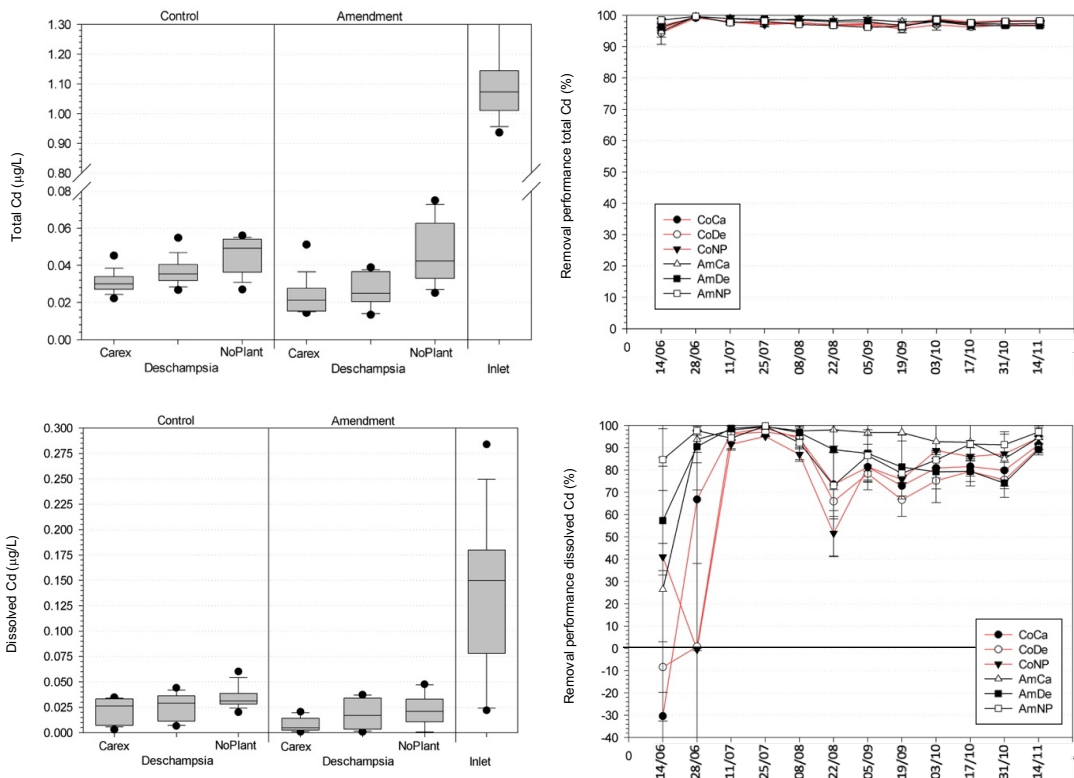 Control Amendment
Total Cd (µg/L)
1.30
1.20
1.10
1.00
0.90
0.80
0.08
0.06
0.04
0.02
0.00
Carex NoPlant Carex NoPlant
Deschampsia Deschampsia Inlet
Removal performance total Cd (%)
100
90
80
70
60
50
40
30
20
10
0
CoCa
CoDe
CoNP
AmCa
AmDe
AmNP
0 14/06 28/06 11/07 25/07 08/08 22/08 05/09 19/09 03/10 17/10 31/10 14/11
Control Amendment
Dissolved Cd (µg/L)
0.300
0.275
0.250
0.225
0.200
0.175
0.150
0.125
0.100
0.075
0.050
0.025
0.000
Carex NoPlant Carex NoPlant
Deschampsia Deschampsia Inlet
Removal performance dissolved Cd (%)
100
90
80
70
60
50
40
30
20
10
0
-10
-20
-30
-40
CoCa
CoDe
CoNP
AmCa
AmDe
AmNP
0 14/06 28/06 11/07 25/07 08/08 22/08 05/09 19/09 03/10 17/10 31/10 14/11